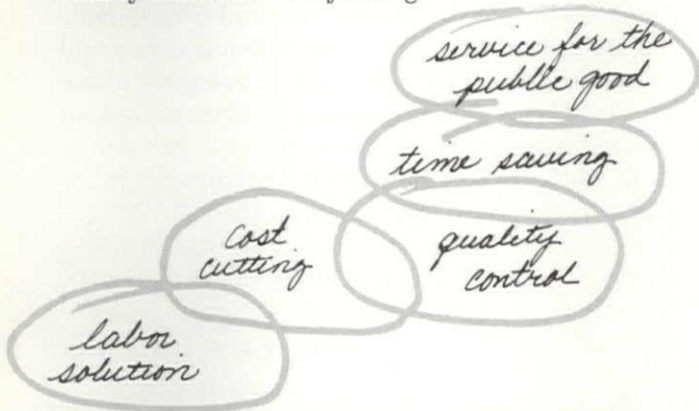 service for the
public good
time saving
cost
cutting
quality
control
labor
solution